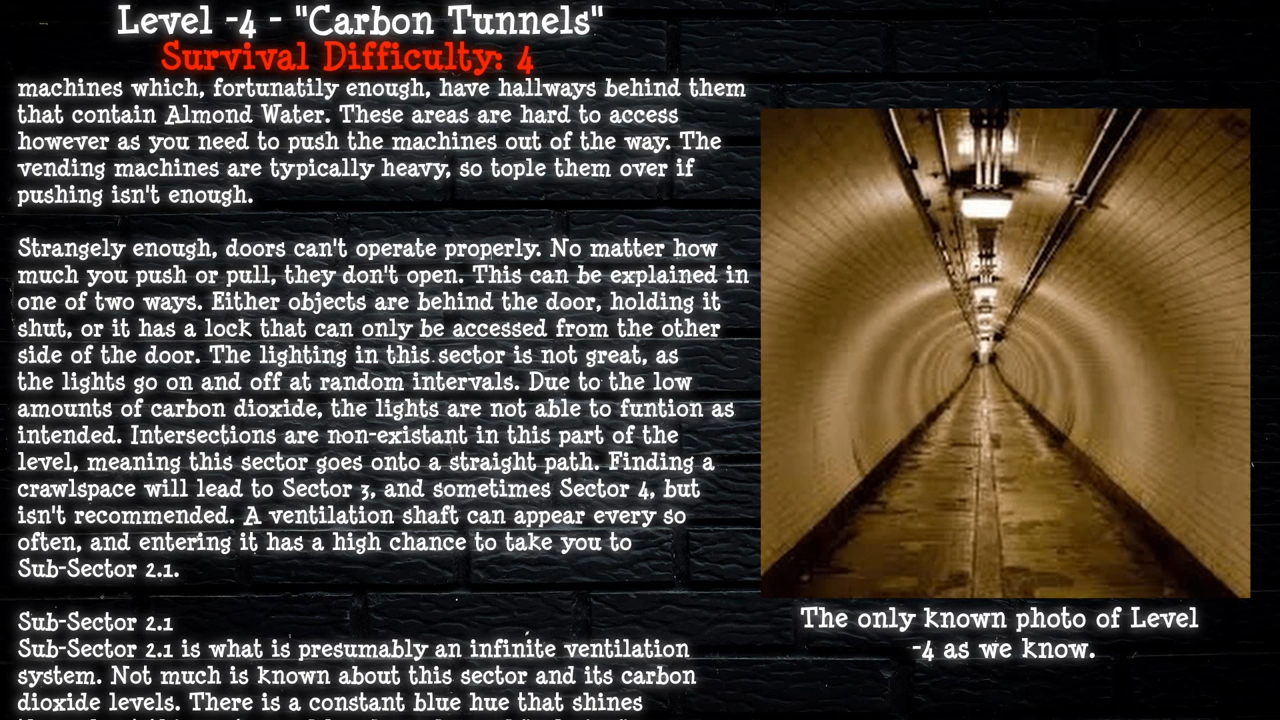 Level -4 - "Carbon Tunnels"
Survival Difficulty: 4
machines which, fortunatily enough, have hallways behind them
that contain Almond Water. These areas are hard to access
however as you need to push the machines out of the way. The
vending machines are typically heavy, so tople them over if
pushing isn't enough.
Strangely enough, doors can't operate properly. No matter how
much you push or pull, they don't open. This can be explained in
one of two ways. Either objects are behind the door, holding it
shut, or it has a lock that can only be accessed from the other
side of the door. The lighting in this sector is not great, as
the lights go on and off at random intervals. Due to the low
amounts of carbon dioxide, the lights are not able to funtion as
intended. Intersections are non-existant in this part of the
level, meaning this sector goes onto a straight path. Finding a
crawlspace will lead to Sector 3, and sometimes Sector 4, but
isn't recommended. A ventilation shaft can appear every so
often, and entering it has a high chance to take you to
Sub-Sector 2.1.
Sub-Sector 2.1
Sub-Sector 2.1 is what is presumably an infinite ventilation
system. Not much is known about this sector and its carbon
dioxide levels. There is a constant blue hue that shines
The only known photo of Level
-4 as we know.